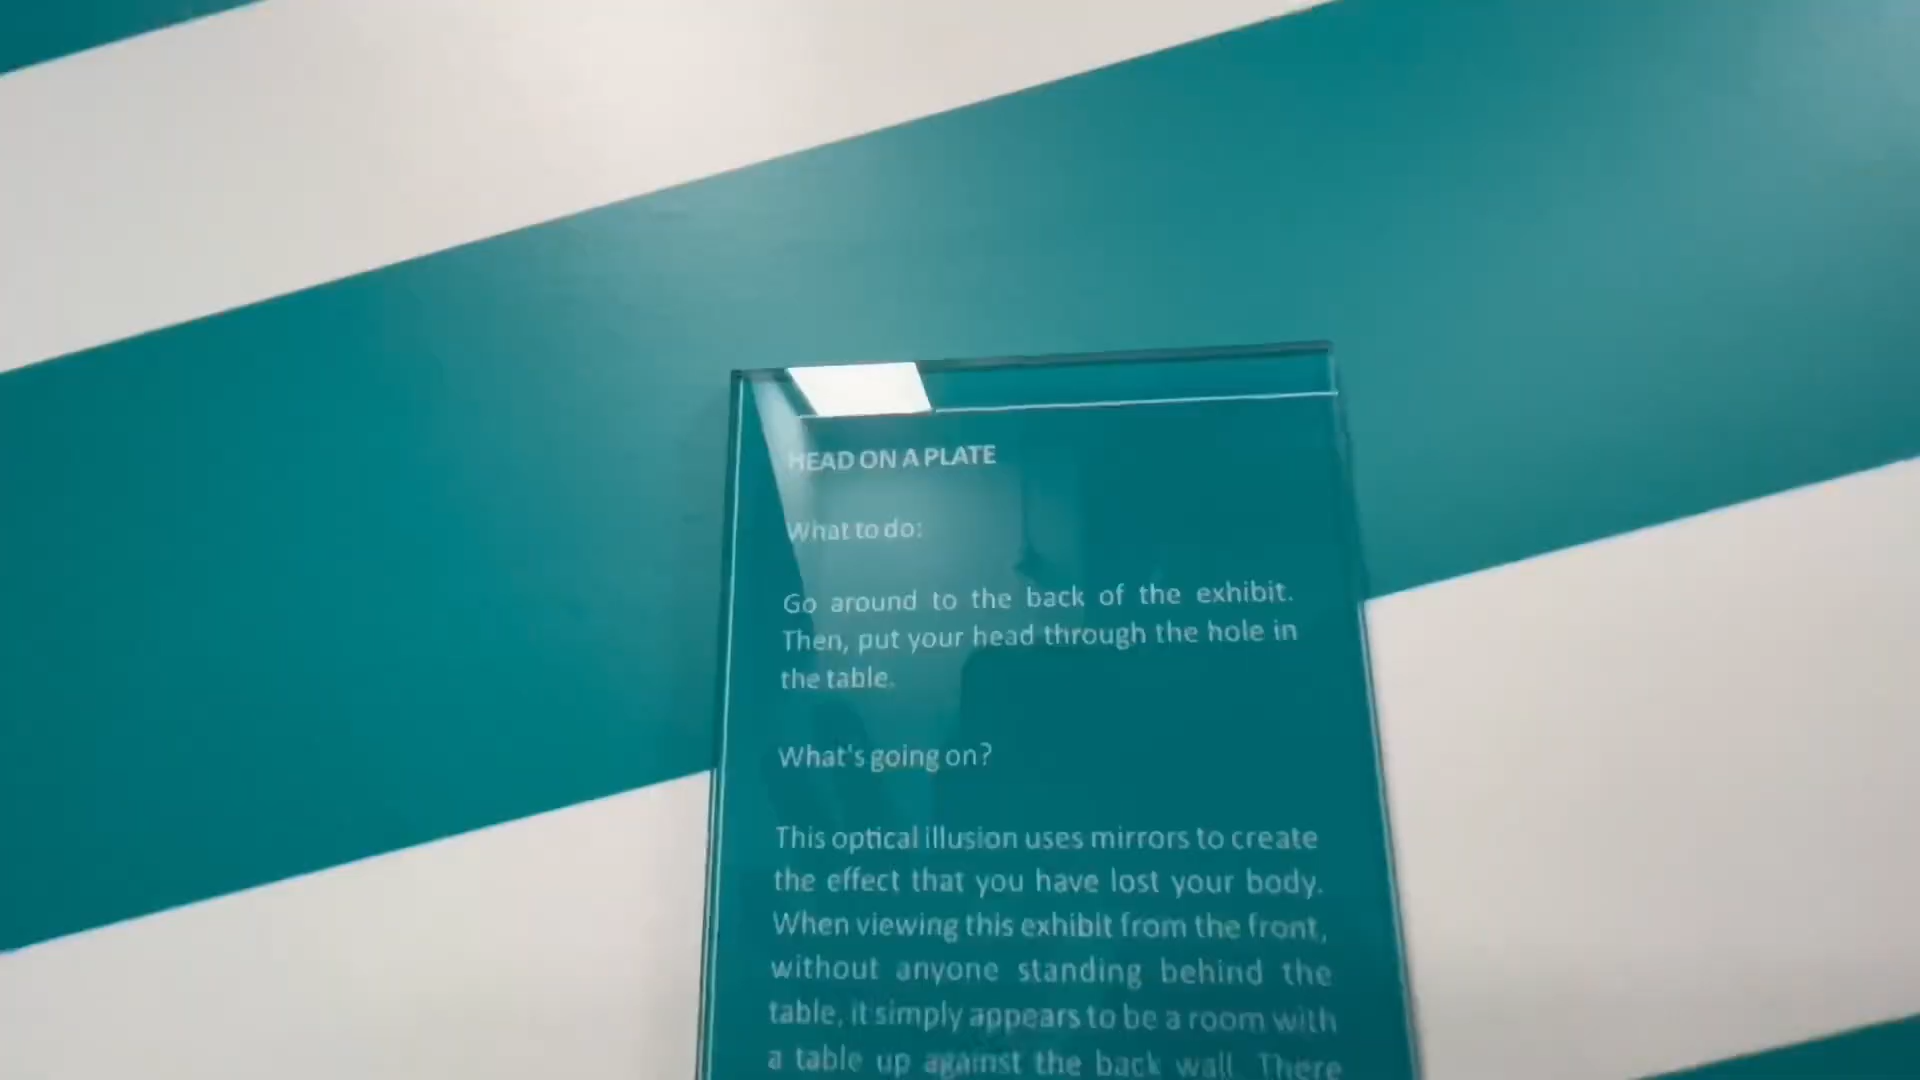 HEAD ON A PLATE
What to do:
Go around to the back of the exhibit.
Then, put your head through the hole in
the table.
What's going on?
This optical illusion uses mirrors to create
the effect that you have lost your body.
When viewing this exhibit from the front,
without anyone standing behind the
table, it simply appears to be a room with
a table up against the back wall. There